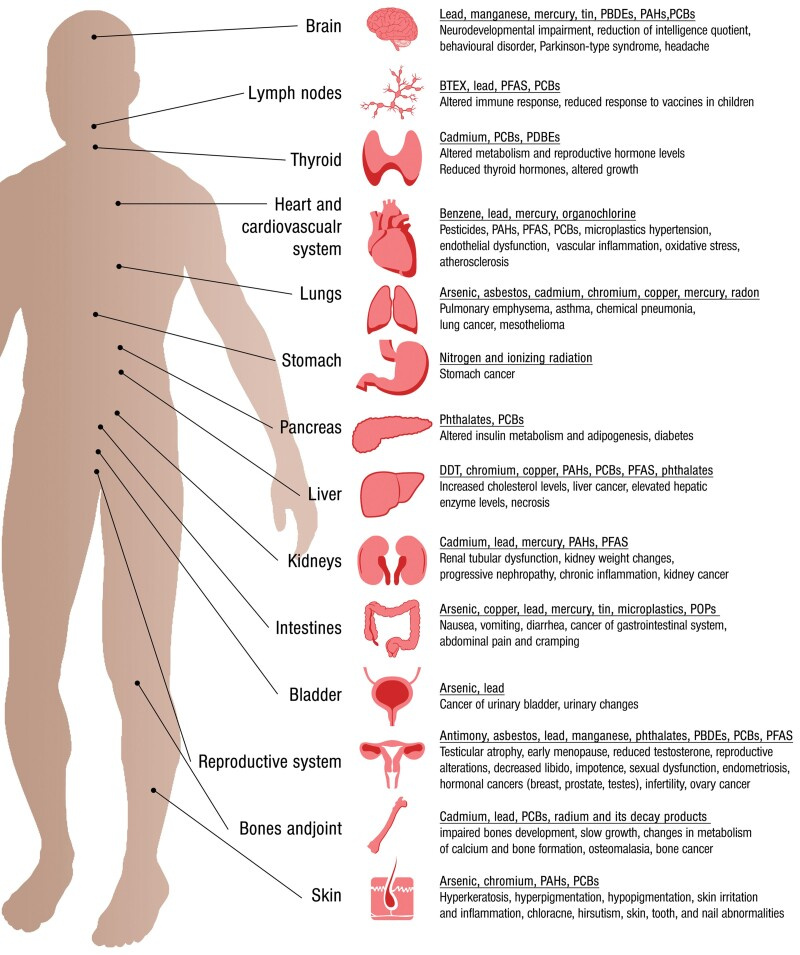 Brain
Lead, manganese, mercury, tin, PBDEs, PAHs,PCBs
Neurodevelopmental impairment, reduction of intelligence quotient,
behavioural disorder, Parkinson-type syndrome, headache
Lymph nodes
BTEX, lead, PFAS, PCBs
Altered immune response, reduced response to vaccines in children
Thyroid
Cadmium, PCBs, PDBEs
Altered metabolism and reproductive hormone levels
Reduced thyroid hormones, altered growth
Heart and
cardiovascualr
system
Benzene, lead, mercury, organochlorine
Pesticides, PAHs, PFAS, PCBs, microplastics hypertension,
endothelial dysfunction, vascular inflammation, oxidative stress,
atherosclerosis
Lungs
Arsenic, asbestos, cadmium, chromium, copper, mercury, radon
Pulmonary emphysema, asthma, chemical pneumonia,
lung cancer, mesothelioma
Stomach
Nitrogen and ionizing radiation
Stomach cancer
Pancreas
Phthalates, PCBs
Altered insulin metabolism and adipogenesis, diabetes
Liver
DDT, chromium, copper, PAHs, PCBs, PFAS, phthalates
Increased cholesterol levels, liver cancer, elevated hepatic
enzyme levels, necrosis
Kidneys
Cadmium, lead, mercury, PAHs, PFAS
Renal tubular dysfunction, kidney weight changes,
progressive nephropathy, chronic inflammation, kidney cancer
Intestines
Arsenic, copper, lead, mercury, tin, microplastics, POPs
Nausea, vomiting, diarrhea, cancer of gastrointestinal system,
abdominal pain and cramping
Bladder
Arsenic, lead
Cancer of urinary bladder, urinary changes
Reproductive system
Antimony, asbestos, lead, manganese, phthalates, PBDEs, PCBs, PFAS
Testicular atrophy, early menopause, reduced testosterone, reproductive
alterations, decreased libido, impotence, sexual dysfunction, endometriosis,
hormonal cancers (breast, prostate, testes), infertility, ovary cancer
Bones andjoint
Cadmium, lead, PCBs, radium and its decay products
impaired bones development, slow growth, changes in metabolism
of calcium and bone formation, osteomalasia, bone cancer
Skin
Arsenic, chromium, PAHs, PCBs
Hyperkeratosis, hyperpigmentation, hypopigmentation, skin irritation
and inflammation, chloracne, hirsutism, skin, tooth, and nail abnormalities